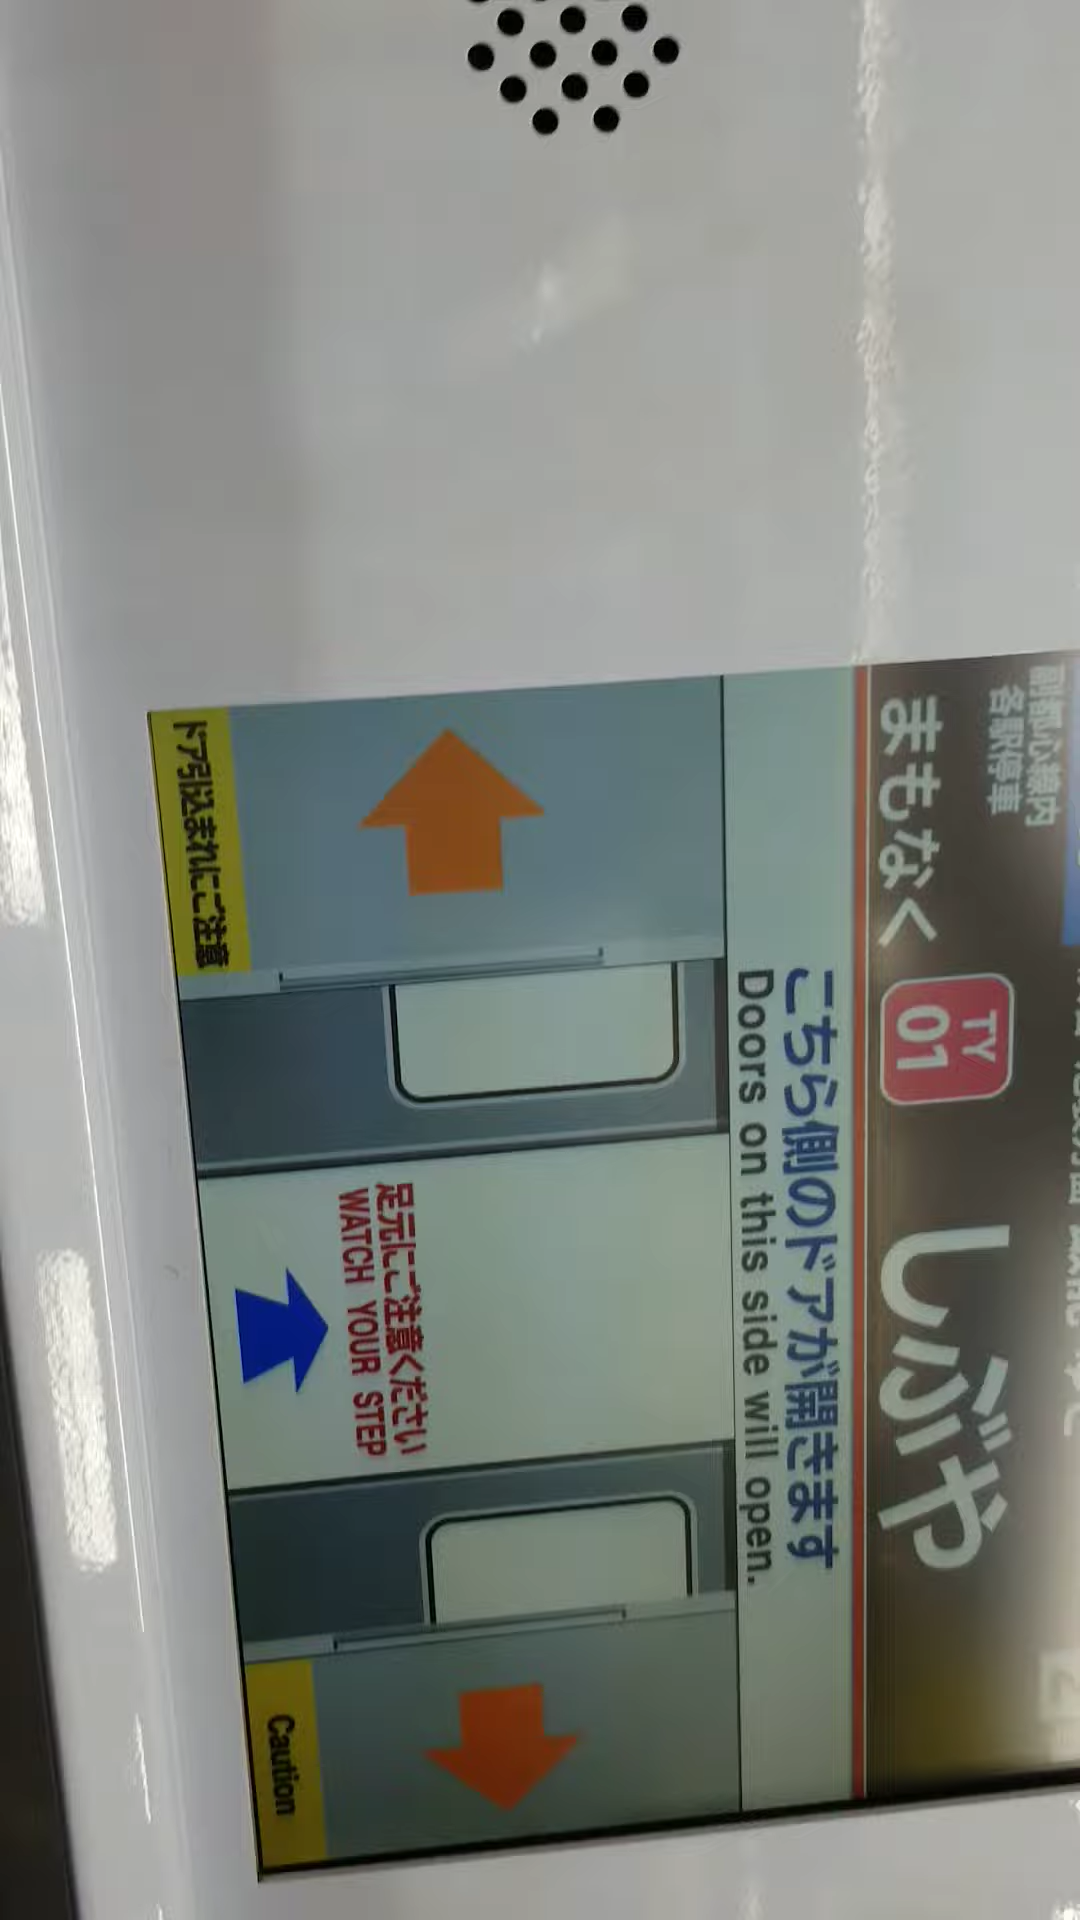 副都心線内
各駅停車
まもなく
TY
01
しぶや
こちら側のドアが開きます
Doors on this side will open.
足元にご注意ください
WATCH YOUR STEP
ドア引込まれにご注意
Caution